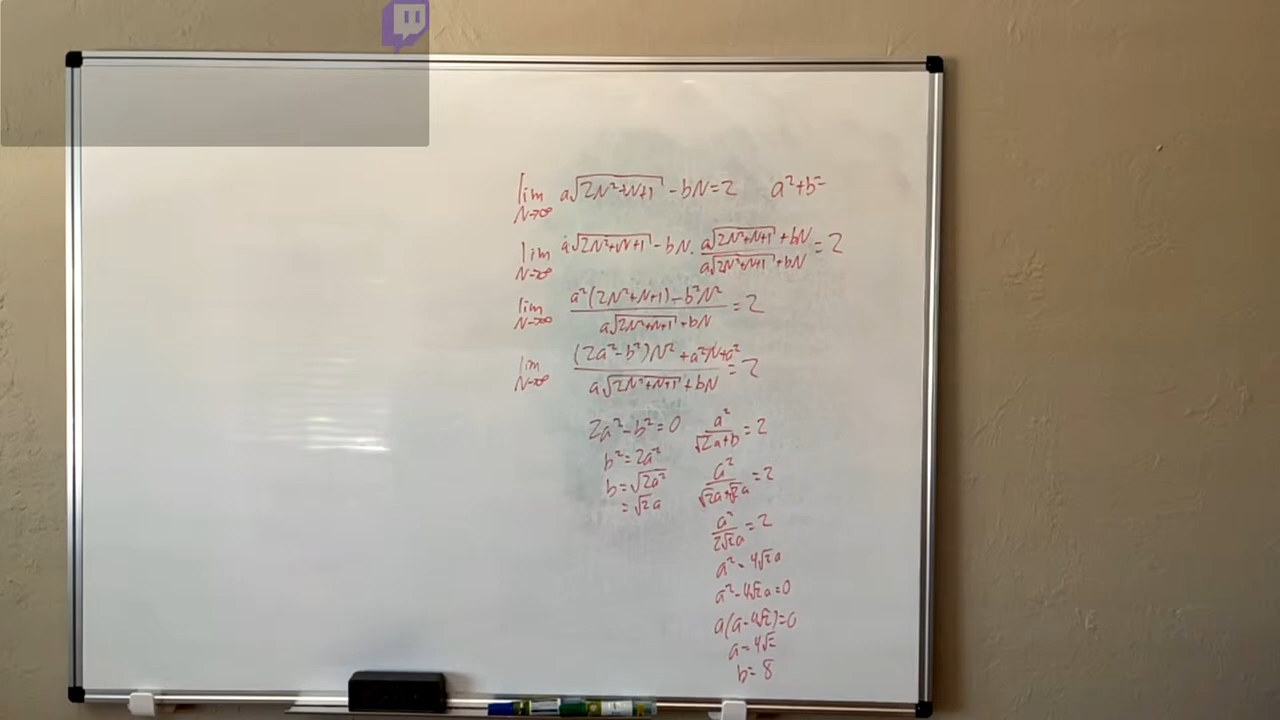 lim N→∞ a√(2N²+N+1) - bN = 2 a²+b=
lim N→∞ a√(2N²+N+1) - bN · (a√(2N²+N+1) + bN)/(a√(2N²+N+1) + bN) = 2
lim N→∞ (a²(2N²+N+1) - b²N²)/(a√(2N²+N+1) + bN) = 2
lim N→∞ ((2a²-b²)N² + a²N + a²)/(a√(2N²+N+1) + bN) = 2
2a²-b²=0
b²=2a²
b=√(2a²)
=√2a
a²/(√2a+b) = 2
a²/(√2a+√2a) = 2
a²/(2√2a) = 2
a² = 4√2a
a²-4√2a=0
a(a-4√2)=0
a=4√2
b=8